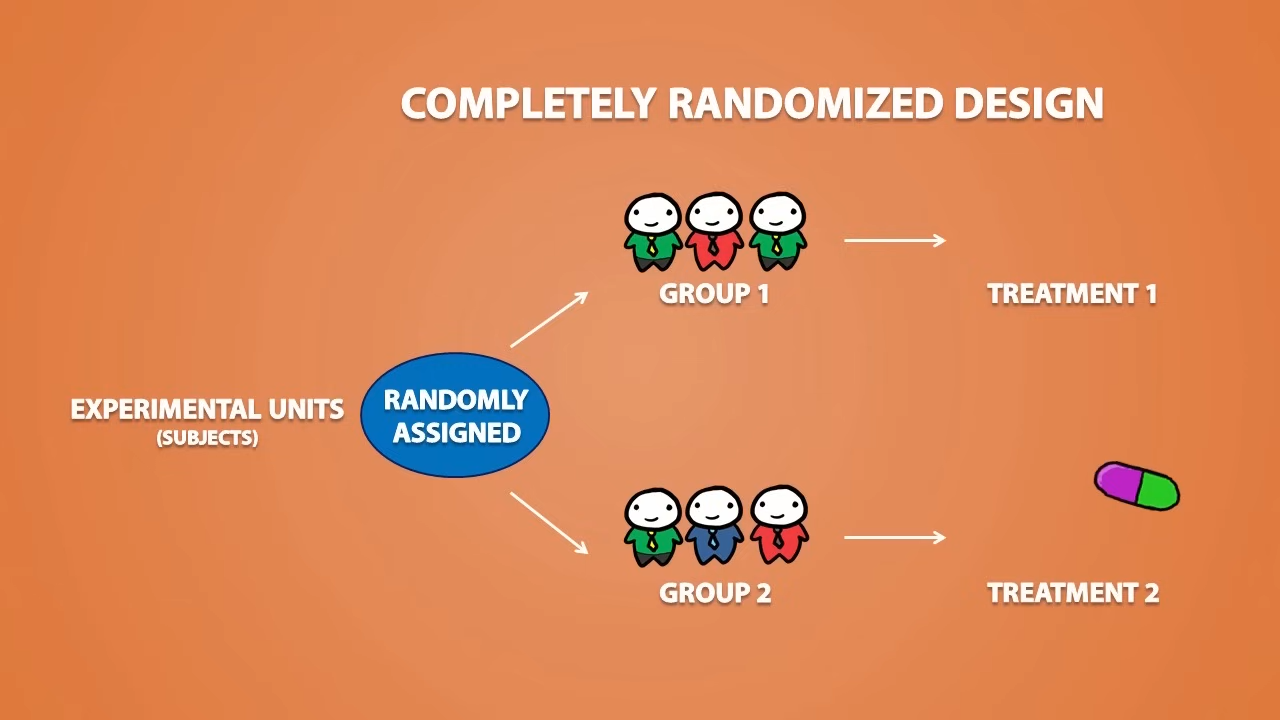 COMPLETELY RANDOMIZED DESIGN
GROUP 1
TREATMENT 1
EXPERIMENTAL UNITS
(SUBJECTS)
RANDOMLY
ASSIGNED
GROUP 2
TREATMENT 2